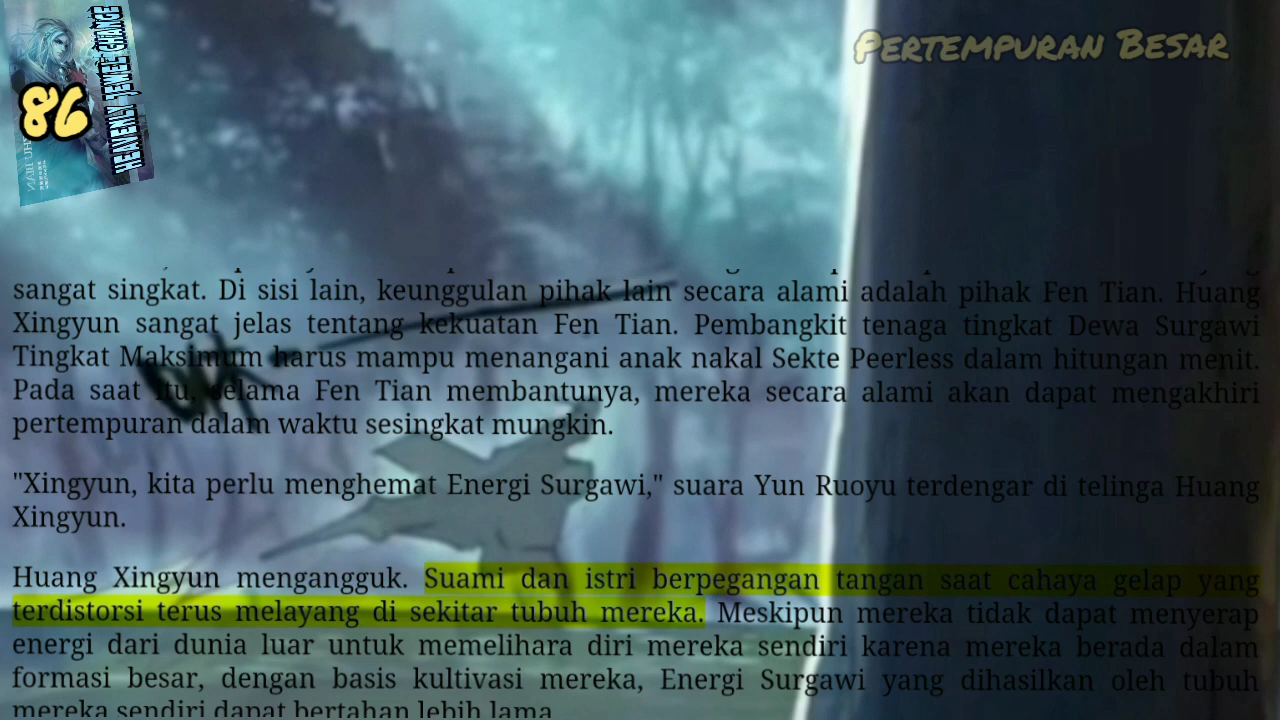 HEAVENLY JEWEL CHANGE
86
Pertempuran Besar
sangat singkat. Di sisi lain, keunggulan pihak lain secara alami adalah pihak Fen Tian. Huang
Xingyun sangat jelas tentang kekuatan Fen Tian. Pembangkit tenaga tingkat Dewa Surgawi
Tingkat Maksimum harus mampu menangani anak nakal Sekte Peerless dalam hitungan menit.
Pada saat itu, selama Fen Tian membantunya, mereka secara alami akan dapat mengakhiri
pertempuran dalam waktu sesingkat mungkin.
"Xingyun, kita perlu menghemat Energi Surgawi," suara Yun Ruoyu terdengar di telinga Huang
Xingyun.
Huang Xingyun mengangguk. Suami dan istri berpegangan tangan saat cahaya gelap yang
terdistorsi terus melayang di sekitar tubuh mereka. Meskipun mereka tidak dapat menyerap
energi dari dunia luar untuk memelihara diri mereka sendiri karena mereka berada dalam
formasi besar, dengan basis kultivasi mereka, Energi Surgawi yang dihasilkan oleh tubuh
mereka sendiri dapat bertahan lebih lama.